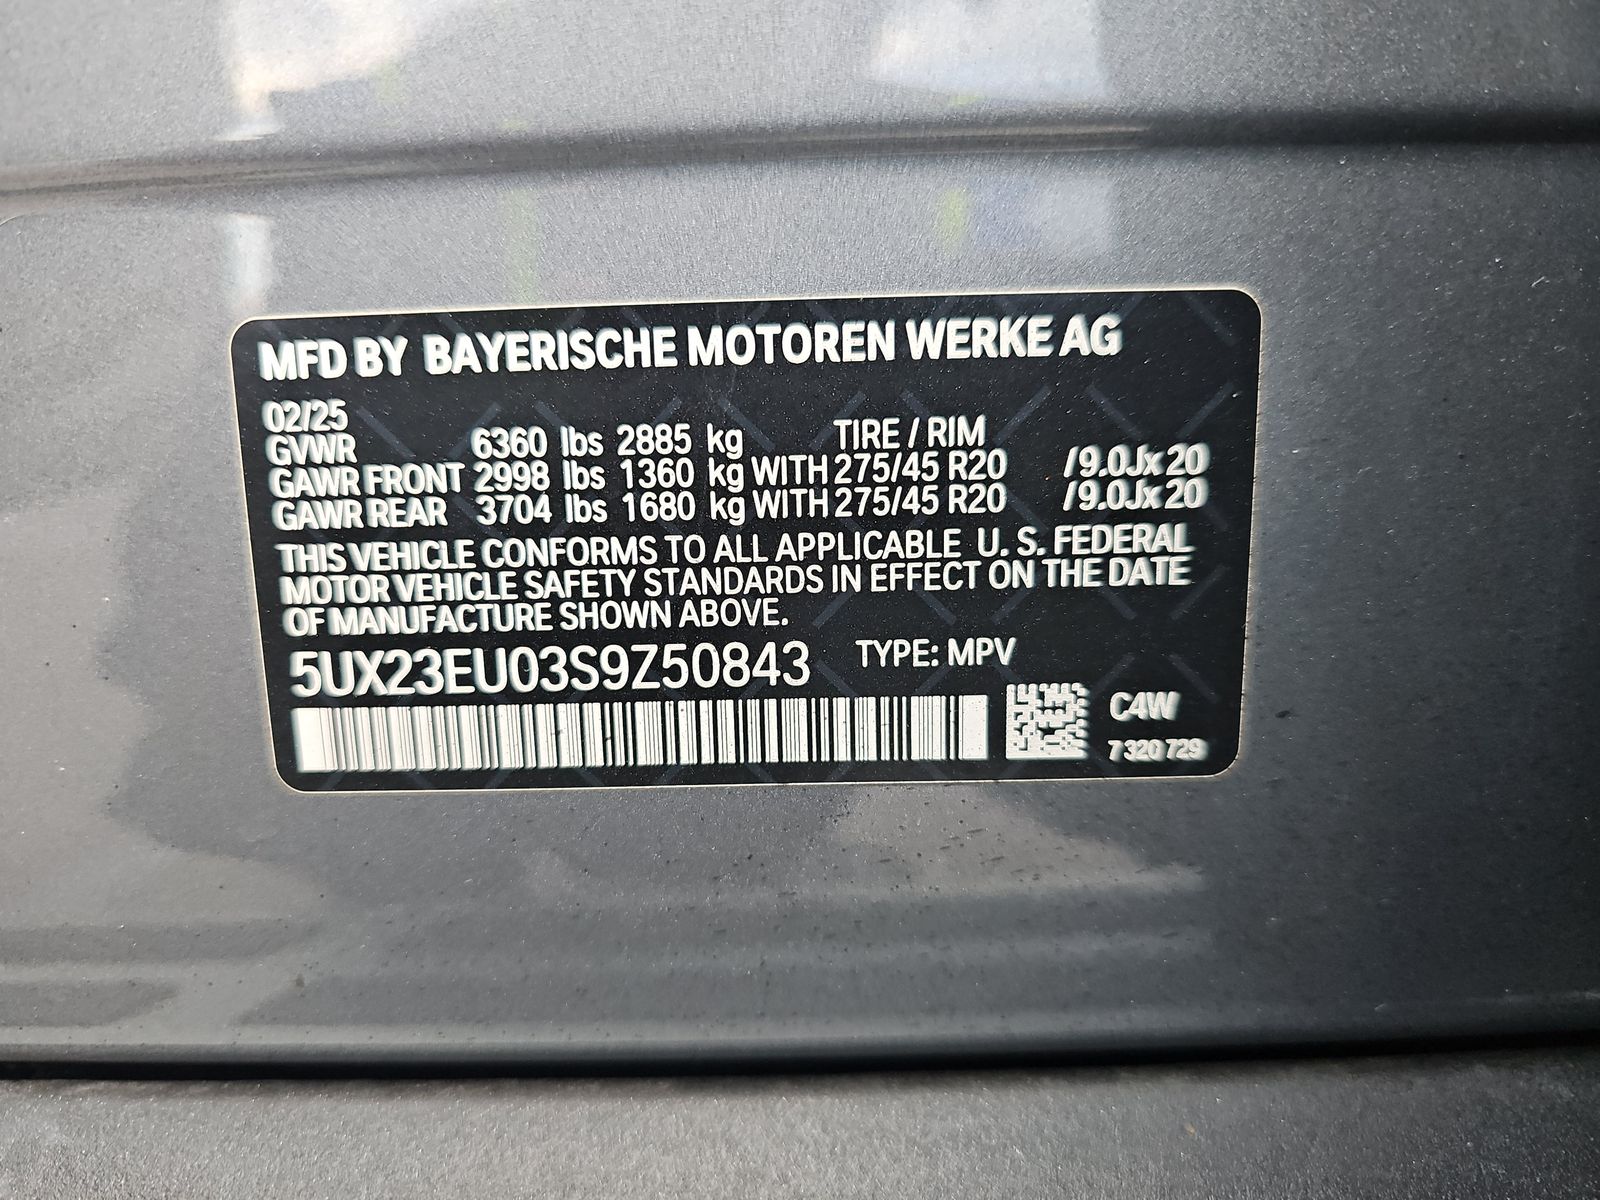 MFD BY BAYERISCHE MOTOREN WERKE AG
02/25
TIRE / RIM
GVWR 6360 lbs 2885 kg
GAWR FRONT 2998 lbs 1360 kg WITH 275/45 R20 /9.0Jx20
GAWR REAR 3704 lbs 1680 kg WITH 275/45 R20 /9.0Jx20
THIS VEHICLE CONFORMS TO ALL APPLICABLE U. S. FEDERAL
MOTOR VEHICLE SAFETY STANDARDS IN EFFECT ON THE DATE
OF MANUFACTURE SHOWN ABOVE.
5UX23EU03S9Z50843 TYPE: MPV
C4W
7 320 729